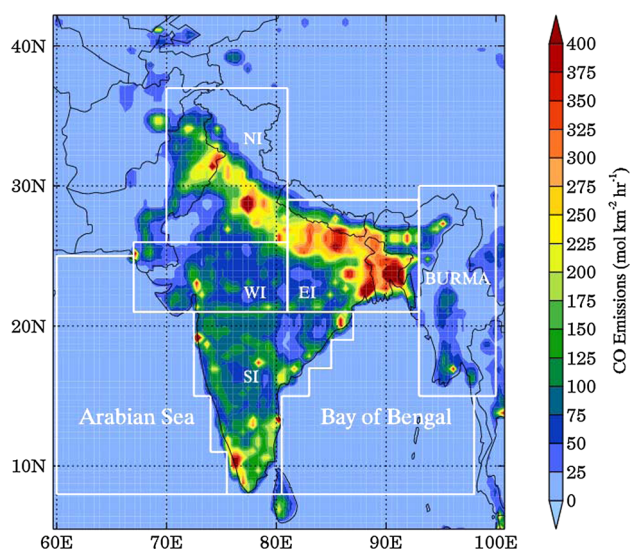 40N
30N
20N
10N
60E 70E 80E 90E 100E
NI
WI EI BURMA
SI
Arabian Sea Bay of Bengal
400
375
350
325
300
275
250
225
200
175
150
125
100
75
50
25
0
CO Emissions (mol km⁻² hr⁻¹)